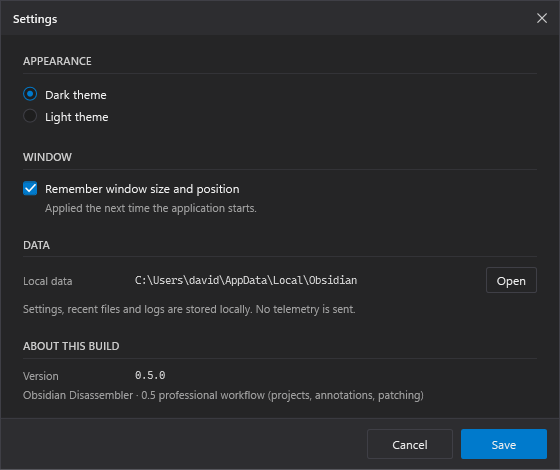 Settings
APPEARANCE
Dark theme
Light theme
WINDOW
Remember window size and position
Applied the next time the application starts.
DATA
Local data C:\Users\david\AppData\Local\Obsidian Open
Settings, recent files and logs are stored locally. No telemetry is sent.
ABOUT THIS BUILD
Version 0.5.0
Obsidian Disassembler · 0.5 professional workflow (projects, annotations, patching)
Cancel Save